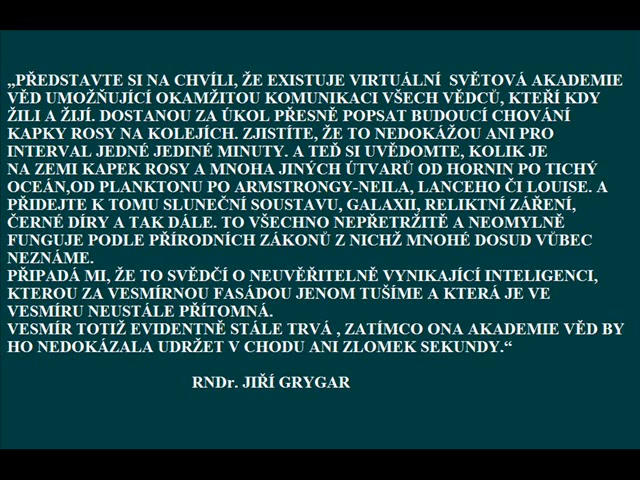 „PŘEDSTAVTE SI NA CHVÍLI, ŽE EXISTUJE VIRTUÁLNÍ SVĚTOVÁ AKADEMIE
VĚD UMOŽŇUJÍCÍ OKAMŽITOU KOMUNIKACI VŠECH VĚDCŮ, KTEŘÍ KDY
ŽILI A ŽIJÍ. DOSTANOU ZA ÚKOL PŘESNĚ POPSAT BUDOUCÍ CHOVÁNÍ
KAPKY ROSY NA KOLEJÍCH. ZJISTÍTE, ŽE TO NEDOKÁŽOU ANI PRO
INTERVAL JEDNÉ JEDINÉ MINUTY. A TEĎ SI UVĚDOMTE, KOLIK JE
NA ZEMI KAPEK ROSY A MNOHA JINÝCH ÚTVARŮ OD HORNIN PO TICHÝ
OCEÁN,OD PLANKTONU PO ARMSTRONGY-NEILA, LANCEHO ČI LOUISE. A
PŘIDEJTE K TOMU SLUNEČNÍ SOUSTAVU, GALAXII, RELIKTNÍ ZÁŘENÍ,
ČERNÉ DÍRY A TAK DÁLE. TO VŠECHNO NEPŘETRŽITĚ A NEOMYLNĚ
FUNGUJE PODLE PŘÍRODNÍCH ZÁKONŮ Z NICHŽ MNOHÉ DOSUD VŮBEC
NEZNÁME.
PŘIPADÁ MI, ŽE TO SVĚDČÍ O NEUVĚŘITELNĚ VYNIKAJÍCÍ INTELIGENCI,
KTEROU ZA VESMÍRNOU FASÁDOU JENOM TUŠÍME A KTERÁ JE VE
VESMÍRU NEUSTÁLE PŘÍTOMNÁ.
VESMÍR TOTIŽ EVIDENTNĚ STÁLE TRVÁ , ZATÍMCO ONA AKADEMIE VĚD BY
HO NEDOKÁZALA UDRŽET V CHODU ANI ZLOMEK SEKUNDY.“
RNDr. JIŘÍ GRYGAR